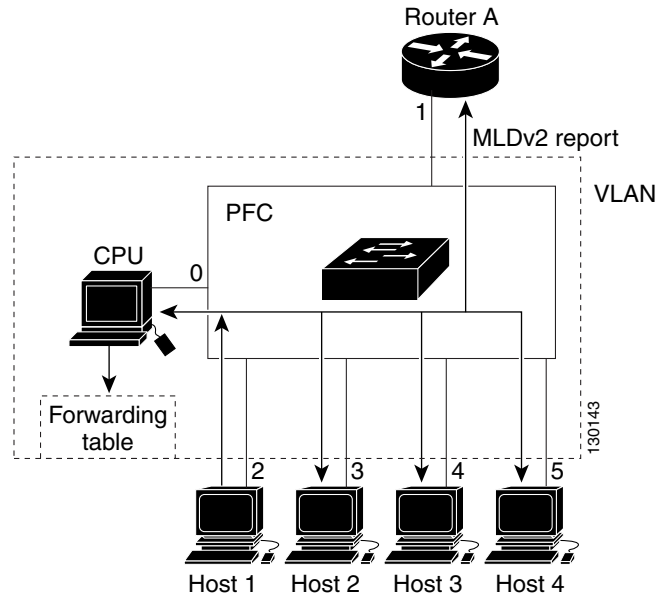 Router A
1
MLDv2 report
VLAN
PFC
CPU
0
Forwarding
table
130143
2
3
4
5
Host 1
Host 2
Host 3
Host 4